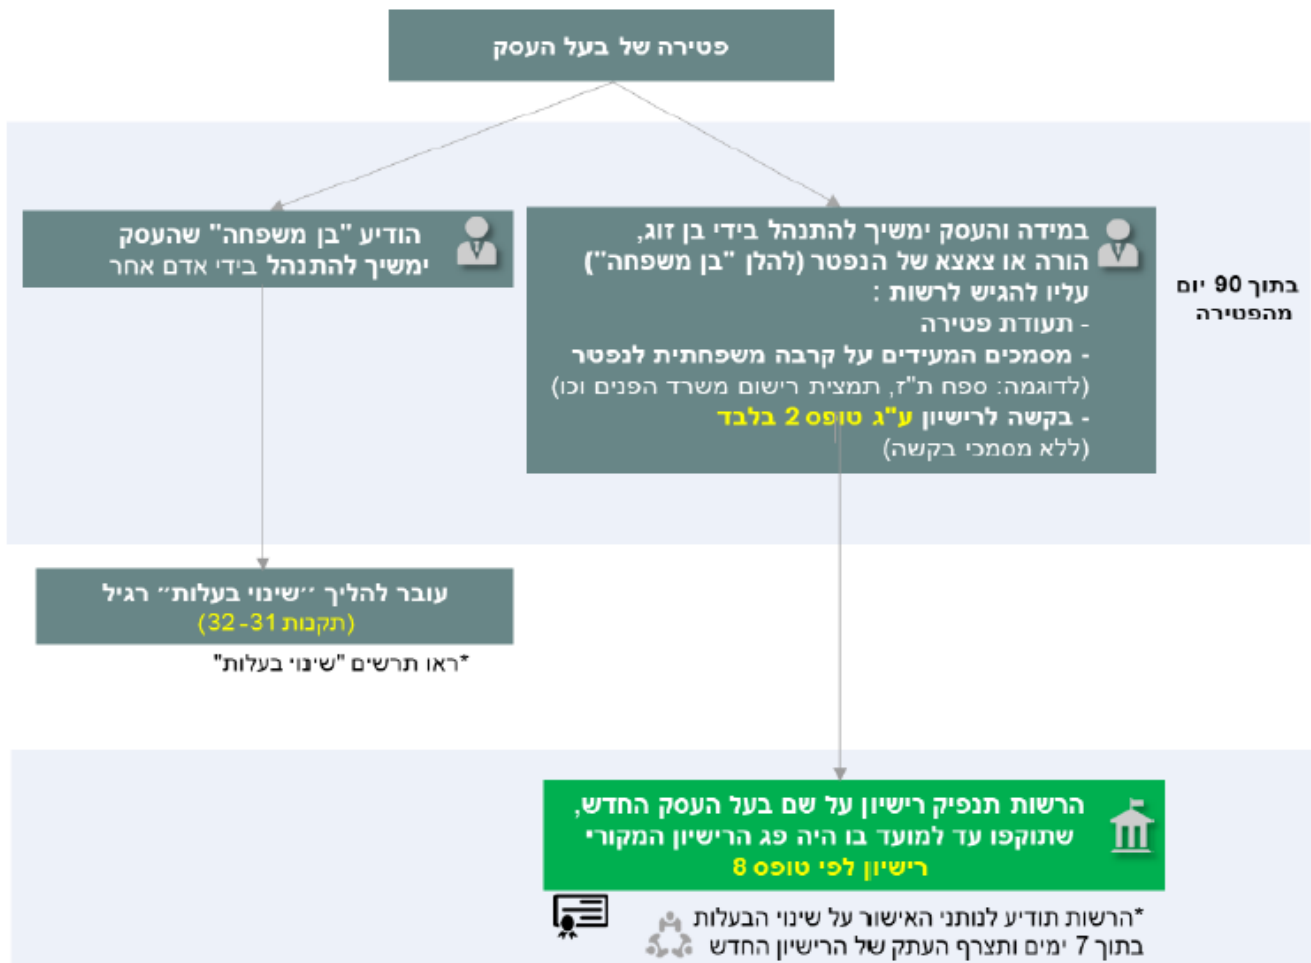 פטירה של בעל העסק
במידה והעסק ימשיך להתנהל בידי בן זוג,
הורה או צאצא של הנפטר (להלן "בן משפחה")
עליו להגיש לרשות :
- תעודת פטירה
- מסמכים המעידים על קרבה משפחתית לנפטר
(לדוגמה: ספח ת"ז, תמצית רישום משרד הפנים וכו)
- בקשה לרישיון ע"ג טופס 2 בלבד
(ללא מסמכי בקשה)
בתוך 90 יום
מהפטירה
הודיע "בן משפחה" שהעסק
ימשיך להתנהל בידי אדם אחר
עובר להליך ״שינוי בעלות״ רגיל
(תקנות 31-32)
*ראו תרשים "שינוי בעלות"
הרשות תנפיק רישיון על שם בעל העסק החדש,
שתוקפו עד למועד בו היה פג הרישיון המקורי
רישיון לפי טופס 8
*הרשות תודיע לנותני האישור על שינוי הבעלות
בתוך 7 ימים ותצרף העתק של הרישיון החדש